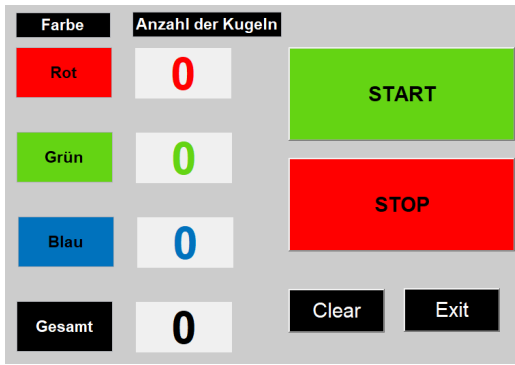 Farbe Anzahl der Kugeln
Rot 0
START
Grün 0
STOP
Blau 0
Clear Exit
Gesamt 0